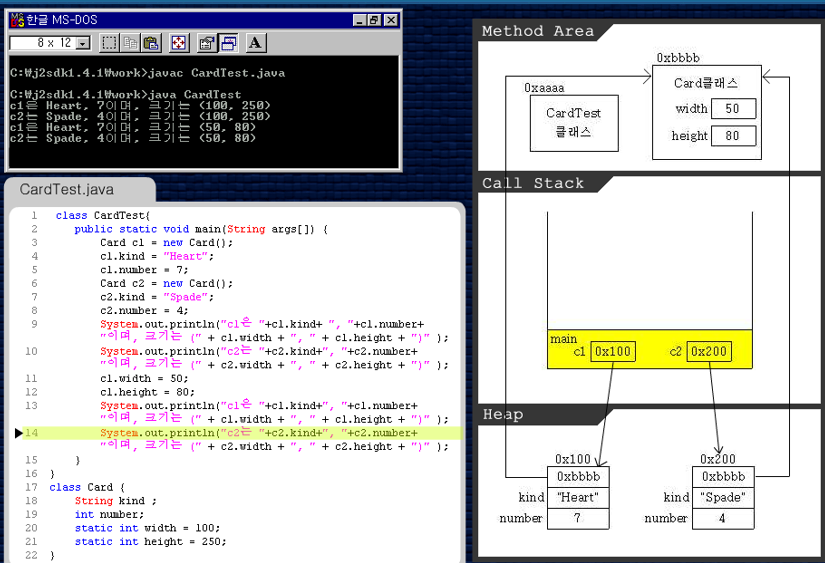 한글 MS-DOS
8 x 12
A
C:\j2sdk1.4.1\work>javac CardTest.java
C:\j2sdk1.4.1\work>java CardTest
c1은 Heart, 7이며, 크기는 (100, 250)
c2는 Spade, 4이며, 크기는 (100, 250)
c1은 Heart, 7이며, 크기는 (50, 80)
c2는 Spade, 4이며, 크기는 (50, 80)
CardTest.java
1 class CardTest{
2 public static void main(String args[]) {
3 Card c1 = new Card();
4 c1.kind = "Heart";
5 c1.number = 7;
6 Card c2 = new Card();
7 c2.kind = "Spade";
8 c2.number = 4;
9 System.out.println("c1은 "+c1.kind+ ", "+c1.number+
"이며, 크기는 (" + c1.width + ", " + c1.height + ")" );
10 System.out.println("c2는 "+c2.kind+", "+c2.number+
"이며, 크기는 (" + c2.width + ", " + c2.height + ")" );
11 c1.width = 50;
12 c1.height = 80;
13 System.out.println("c1은 "+c1.kind+", "+c1.number+
"이며, 크기는 (" + c1.width + ", " + c1.height + ")" );
14 System.out.println("c2는 "+c2.kind+", "+c2.number+
"이며, 크기는 (" + c2.width + ", " + c2.height + ")" );
15 }
16 }
17 class Card {
18 String kind ;
19 int number;
20 static int width = 100;
21 static int height = 250;
22 }
Method Area
0xaaaa
CardTest
클래스
0xbbbb
Card클래스
width 50
height 80
Call Stack
main
c1 0x100 c2 0x200
Heap
0x100
0xbbbb
kind "Heart"
number 7
0x200
0xbbbb
kind "Spade"
number 4